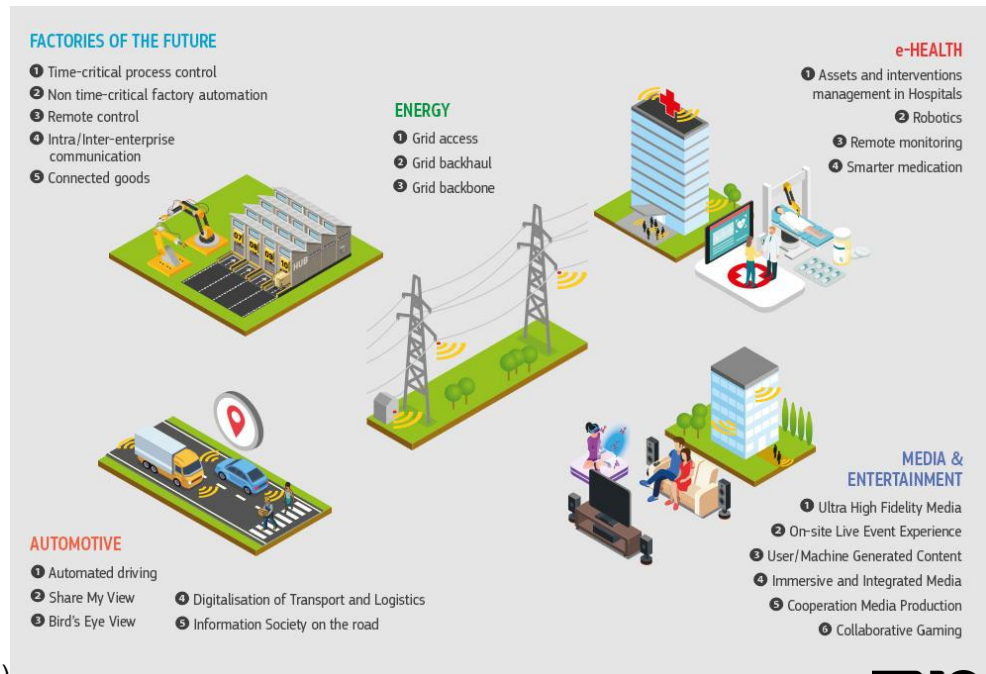 FACTORIES OF THE FUTURE
1 Time-critical process control
2 Non time-critical factory automation
3 Remote control
4 Intra/Inter-enterprise
communication
5 Connected goods
ENERGY
1 Grid access
2 Grid backhaul
3 Grid backbone
e-HEALTH
1 Assets and interventions
management in Hospitals
2 Robotics
3 Remote monitoring
4 Smarter medication
07
08
09
10
HUB
AUTOMOTIVE
1 Automated driving
2 Share My View
3 Bird's Eye View
4 Digitalisation of Transport and Logistics
5 Information Society on the road
MEDIA &
ENTERTAINMENT
1 Ultra High Fidelity Media
2 On-site Live Event Experience
3 User/Machine Generated Content
4 Immersive and Integrated Media
5 Cooperation Media Production
6 Collaborative Gaming
)